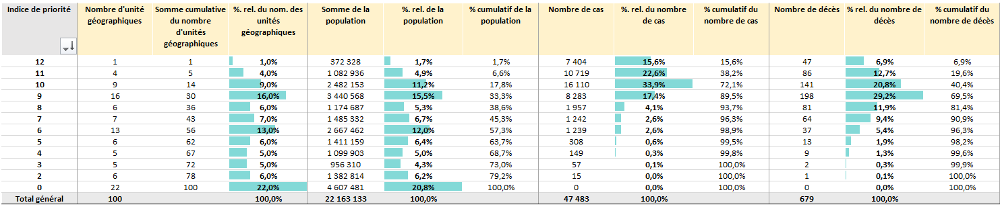 Indice de priorité Nombre d'unité géographiques Somme cumulative du nombre d'unités géographiques %. rel. du nom. des unités géographiques Somme de la population %. rel. de la population % cumulatif de la population Nombre de cas %. rel. du nombre de cas % cumulatif du nombre de cas Nombre de décès %. rel. du nombre de décès % cumulatif du nombre de décès
12 1 1 1,0% 372 328 1,7% 1,7% 7 404 15,6% 15,6% 47 6,9% 6,9%
11 4 5 4,0% 1 082 936 4,9% 6,6% 10 719 22,6% 38,2% 86 12,7% 19,6%
10 9 14 9,0% 2 482 153 11,2% 17,8% 16 110 33,9% 72,1% 141 20,8% 40,4%
9 16 30 16,0% 3 440 568 15,5% 33,3% 8 283 17,4% 89,5% 198 29,2% 69,5%
8 6 36 6,0% 1 174 687 5,3% 38,6% 1 957 4,1% 93,7% 81 11,9% 81,4%
7 7 43 7,0% 1 485 332 6,7% 45,3% 1 242 2,6% 96,3% 64 9,4% 90,9%
6 13 56 13,0% 2 667 462 12,0% 57,3% 1 239 2,6% 98,9% 37 5,4% 96,3%
5 6 62 6,0% 1 411 159 6,4% 63,7% 308 0,6% 99,5% 13 1,9% 98,2%
4 5 67 5,0% 1 099 903 5,0% 68,7% 149 0,3% 99,8% 9 1,3% 99,6%
3 5 72 5,0% 956 310 4,3% 73,0% 57 0,1% 100,0% 2 0,3% 99,9%
2 6 78 6,0% 1 382 814 6,2% 79,2% 15 0,0% 100,0% 1 0,1% 100,0%
0 22 100 22,0% 4 607 481 20,8% 100,0% 0 0,0% 100,0% 0 0,0% 100,0%
Total général 100 100,0% 22 163 133 100,0% 47 483 100,0% 679 100,0%